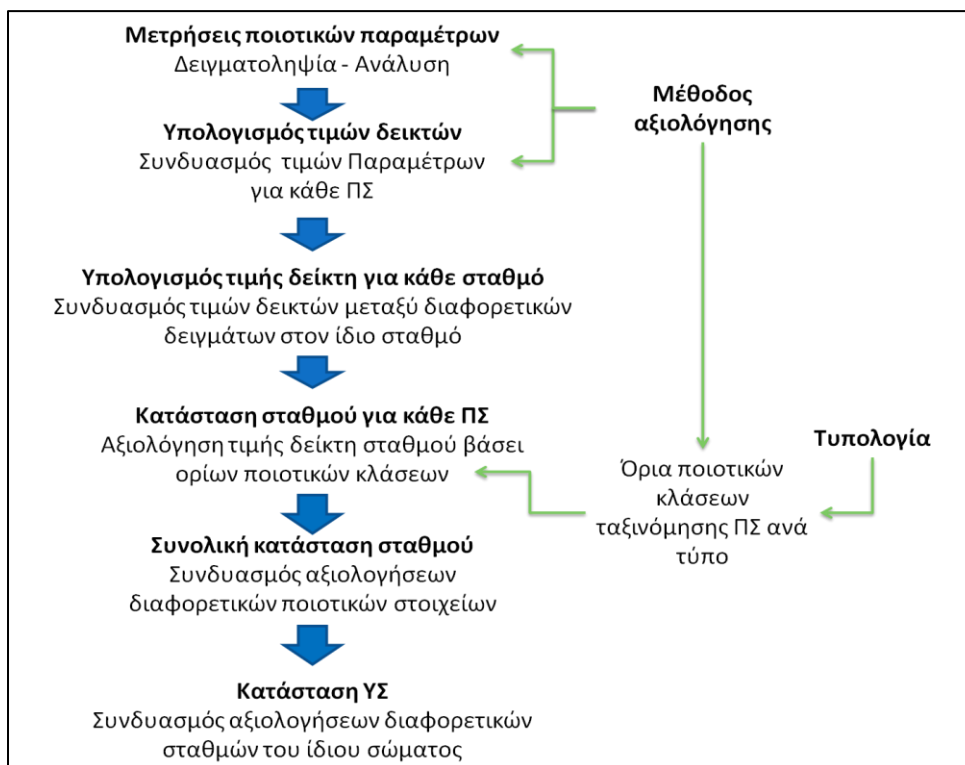 Μετρήσεις ποιοτικών παραμέτρων
Δειγματοληψία - Ανάλυση
Υπολογισμός τιμών δεικτών
Συνδυασμός τιμών Παραμέτρων
για κάθε ΠΣ
Υπολογισμός τιμής δείκτη για κάθε σταθμό
Συνδυασμός τιμών δεικτών μεταξύ διαφορετικών
δειγμάτων στον ίδιο σταθμό
Κατάσταση σταθμού για κάθε ΠΣ
Αξιολόγηση τιμής δείκτη σταθμού βάσει
ορίων ποιοτικών κλάσεων
Συνολική κατάσταση σταθμού
Συνδυασμός αξιολογήσεων
διαφορετικών ποιοτικών στοιχείων
Κατάσταση ΥΣ
Συνδυασμός αξιολογήσεων διαφορετικών
σταθμών του ίδιου σώματος
Μέθοδος
αξιολόγησης
Τυπολογία
Όρια ποιοτικών
κλάσεων
ταξινόμησης ΠΣ ανά
τύπο